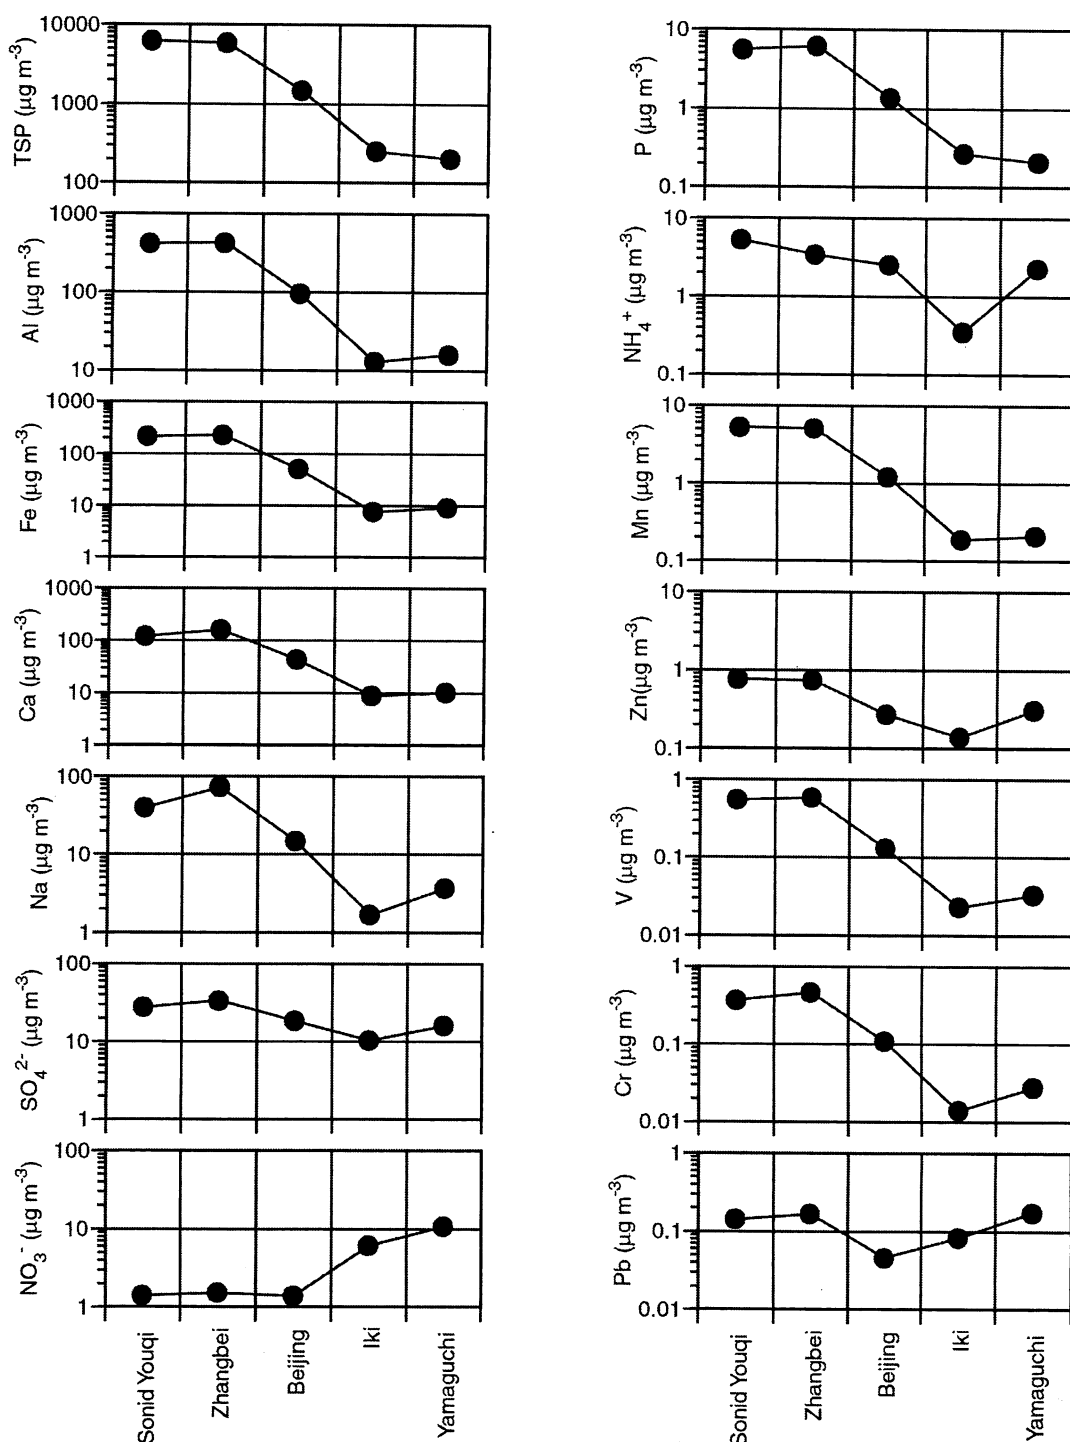 TSP (μg m-3)
10000
1000
100
Al (μg m-3)
1000
100
10
Fe (μg m-3)
1000
100
10
1
Ca (μg m-3)
1000
100
10
1
Na (μg m-3)
100
10
1
SO42- (μg m-3)
100
10
1
NO3- (μg m-3)
100
10
1
Sonid Youqi
Zhangbei
Beijing
Iki
Yamaguchi
P (μg m-3)
10
1
0.1
NH4+ (μg m-3)
10
1
0.1
Mn (μg m-3)
10
1
0.1
Zn(μg m-3)
10
1
0.1
V (μg m-3)
1
0.1
0.01
Cr (μg m-3)
1
0.1
0.01
Pb (μg m-3)
1
0.1
0.01
Sonid Youqi
Zhangbei
Beijing
Iki
Yamaguchi